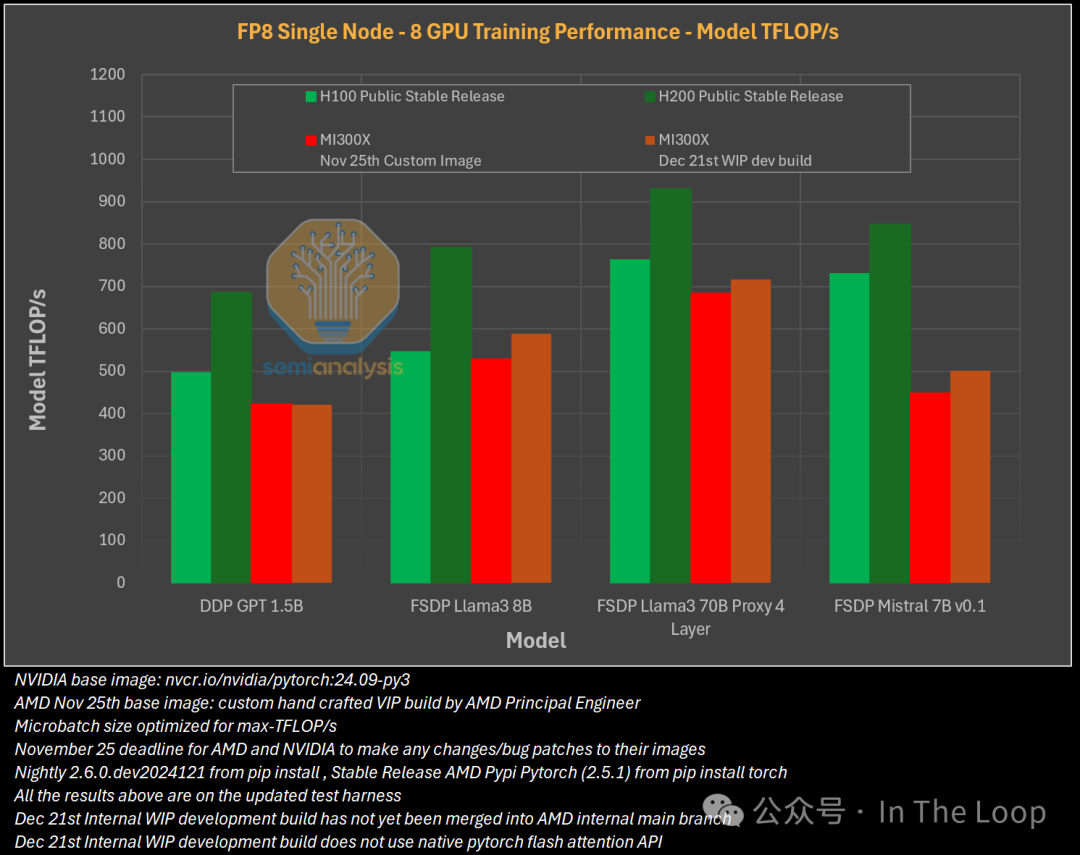 FP8 Single Node - 8 GPU Training Performance - Model TFLOP/s
1200
1100
1000
900
800
700
600
500
400
300
200
100
0
H100 Public Stable Release
H200 Public Stable Release
MI300X
Nov 25th Custom Image
MI300X
Dec 21st WIP dev build
semianalysis
Model TFLOP/s
DDP GPT 1.5B
FSDP Llama3 8B
FSDP Llama3 70B Proxy 4
Layer
FSDP Mistral 7B v0.1
Model
NVIDIA base image: nvcr.io/nvidia/pytorch:24.09-py3
AMD Nov 25th base image: custom hand crafted VIP build by AMD Principal Engineer
Microbatch size optimized for max-TFLOP/s
November 25 deadline for AMD and NVIDIA to make any changes/bug patches to their images
Nightly 2.6.0.dev2024121 from pip install , Stable Release AMD Pypi Pytorch (2.5.1) from pip install torch
All the results above are on the updated test harness
Dec 21st Internal WIP development build has not yet been merged into AMD internal main branch
Dec 21st Internal WIP development build does not use native pytorch flash attention API
公众号 · In The Loop